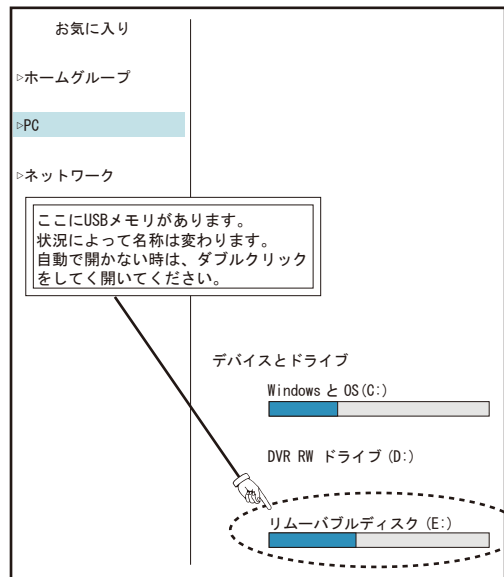 お気に入り
▷ホームグループ
▷PC
▷ネットワーク
ここにUSBメモリがあります。
状況によって名称は変わります。
自動で開かない時は、ダブルクリック
をしてく開いてください。
デバイスとドライブ
Windows と OS(C:)
DVR RW ドライブ (D:)
リムーバブルディスク (E:)